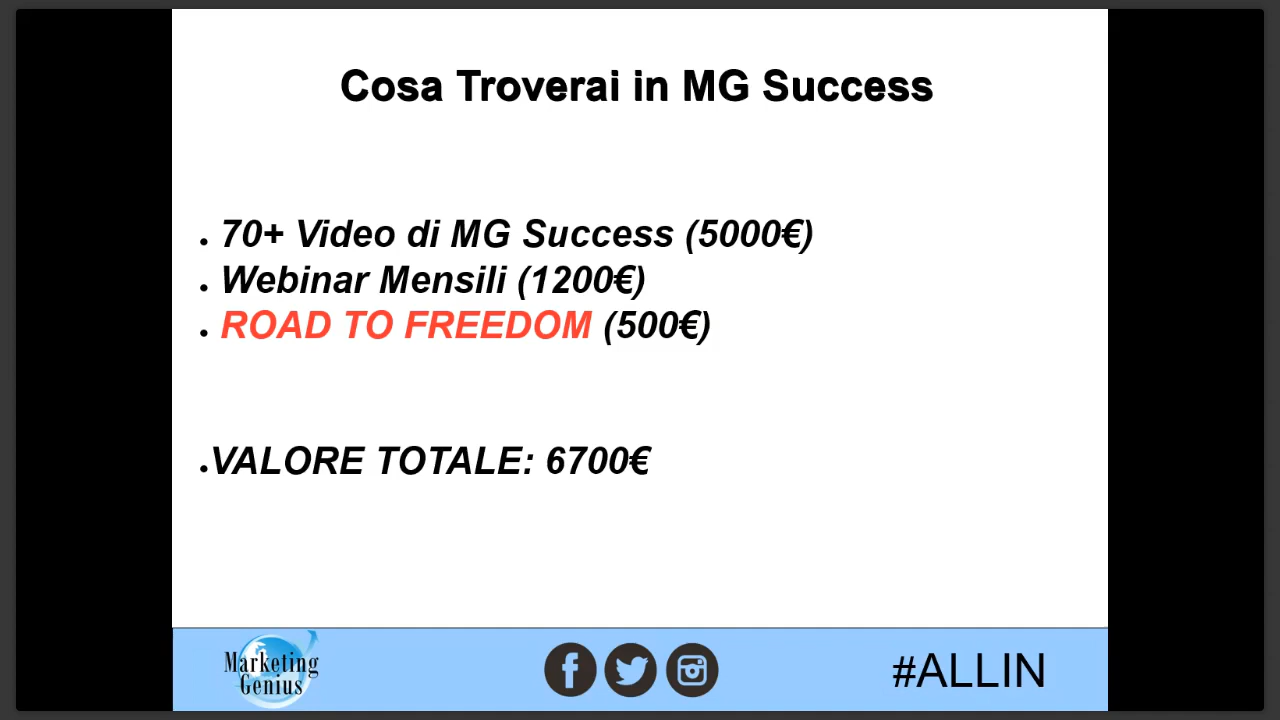 Cosa Troverai in MG Success
• 70+ Video di MG Success (5000€)
• Webinar Mensili (1200€)
• ROAD TO FREEDOM (500€)
•VALORE TOTALE: 6700€
Marketing
Genius
#ALLIN